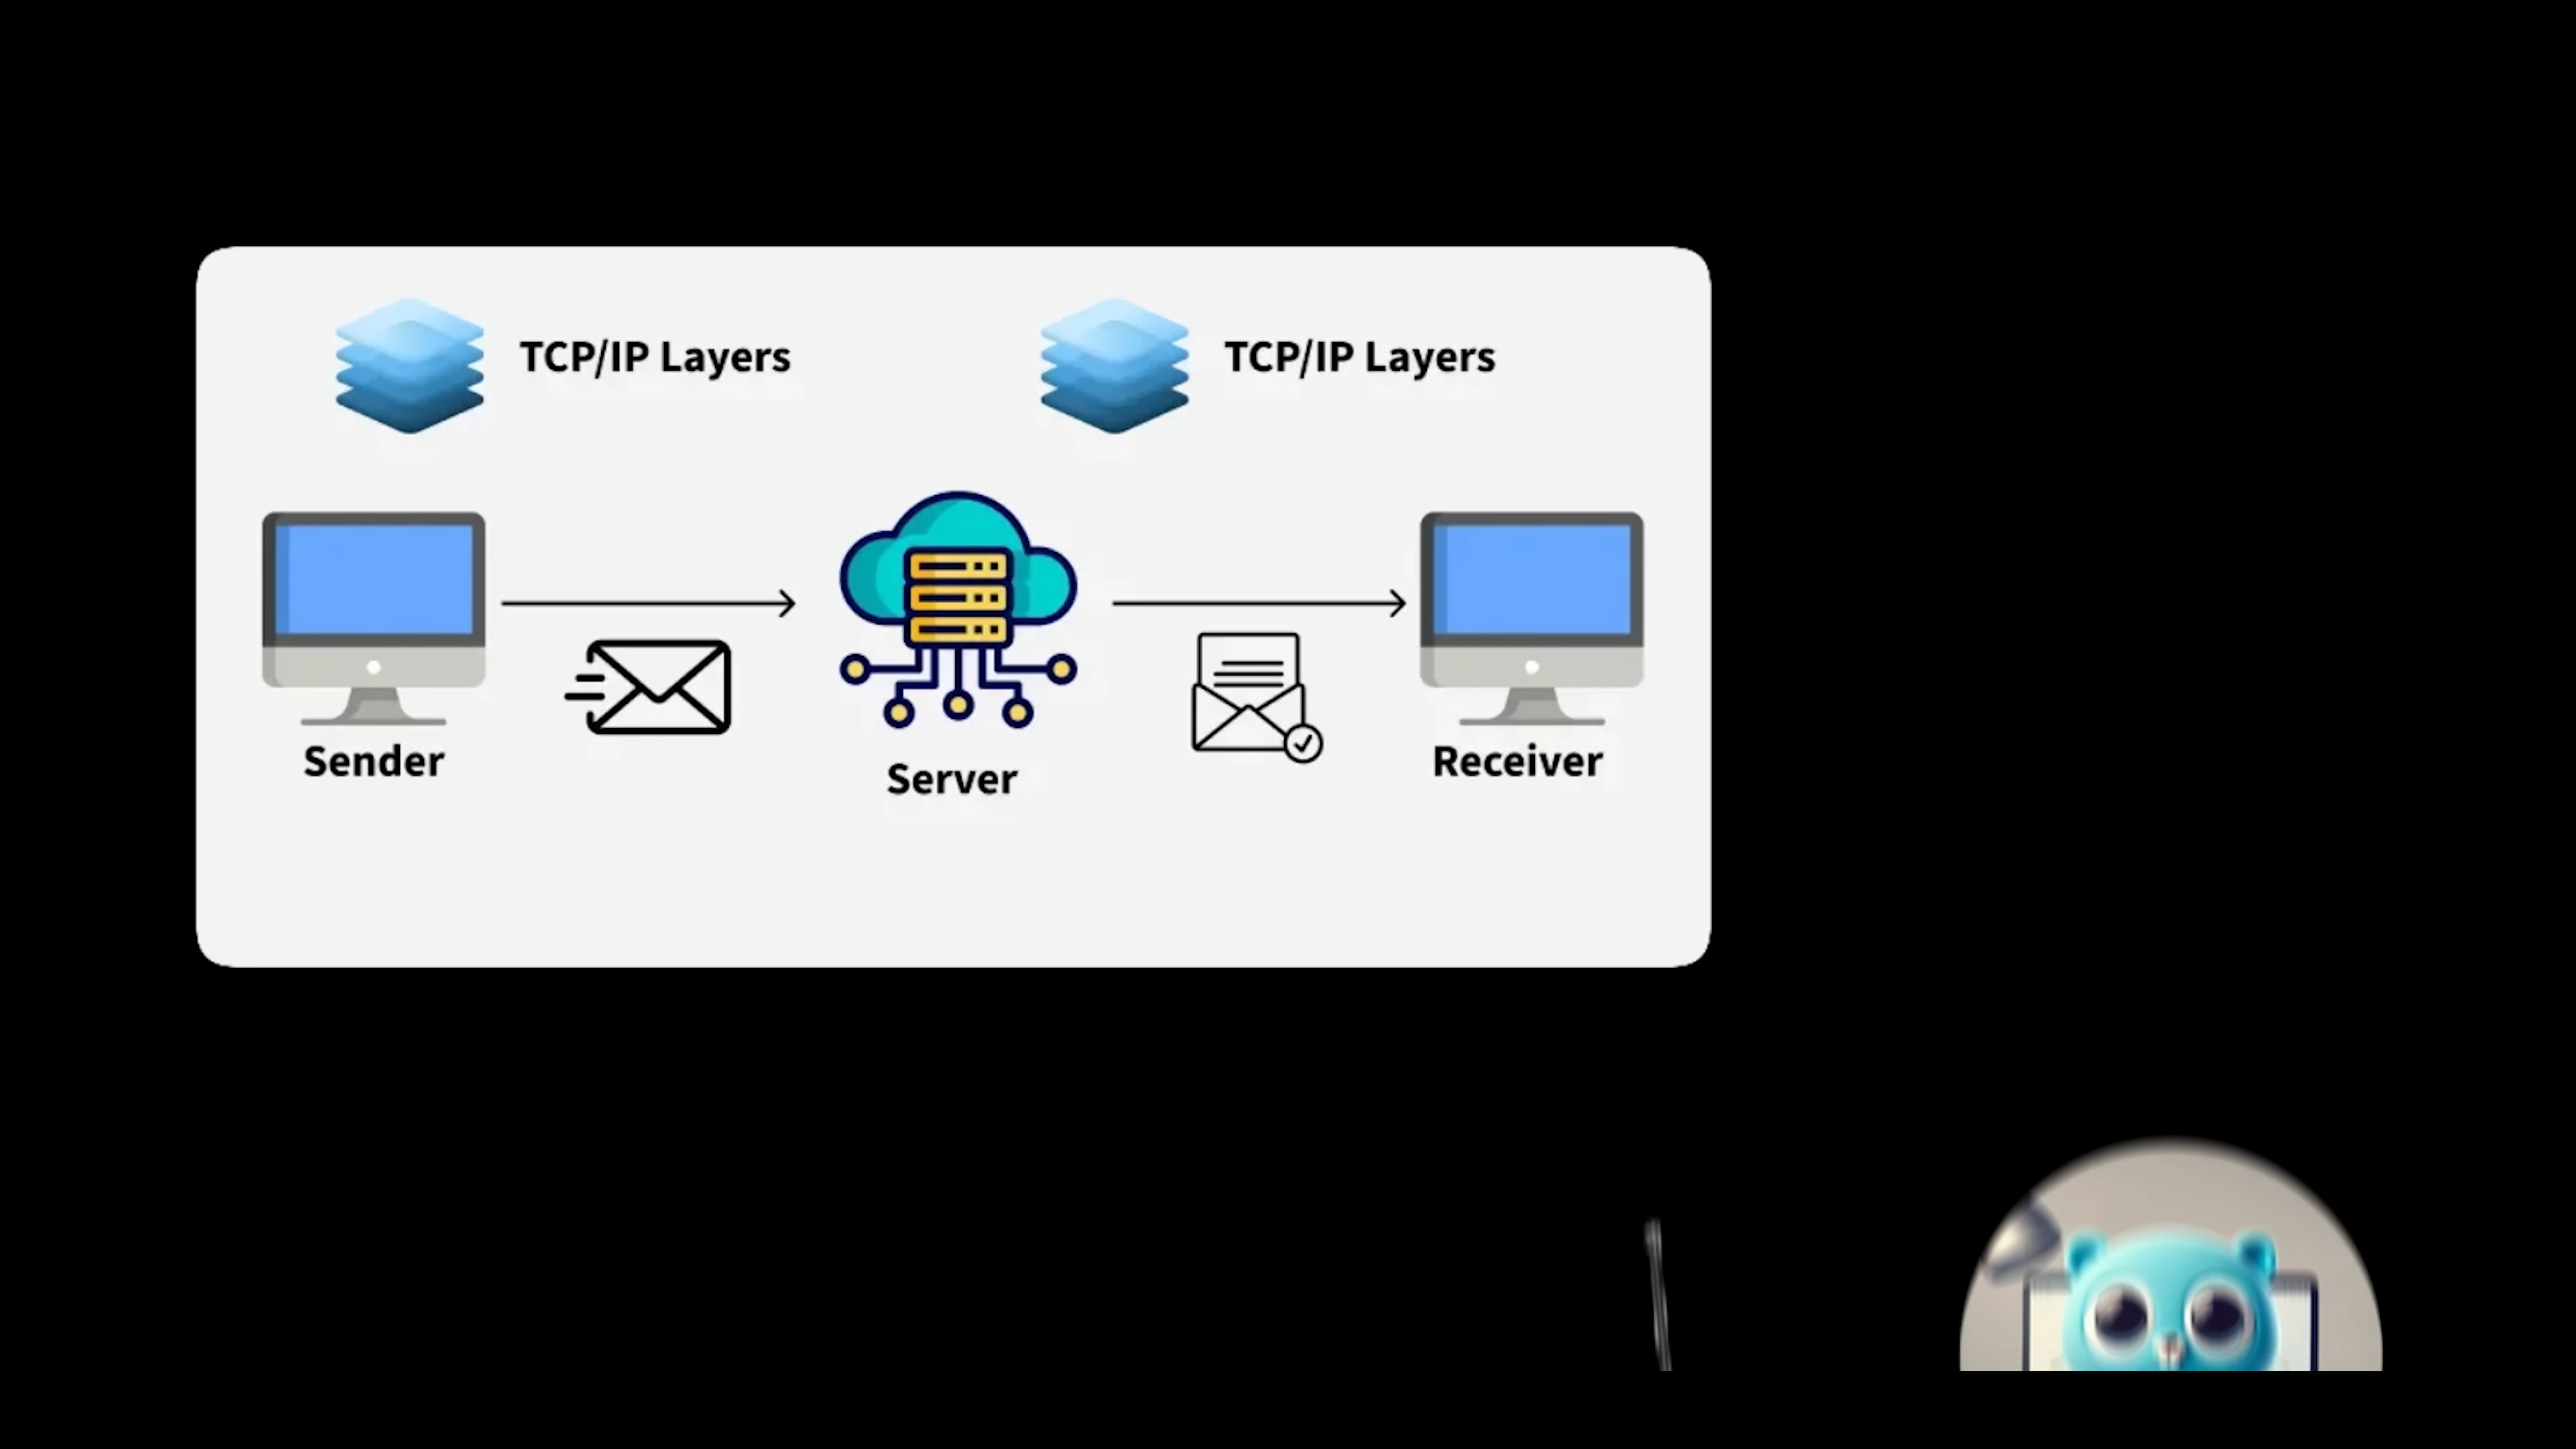 TCP/IP Layers
TCP/IP Layers
Sender
Server
Receiver